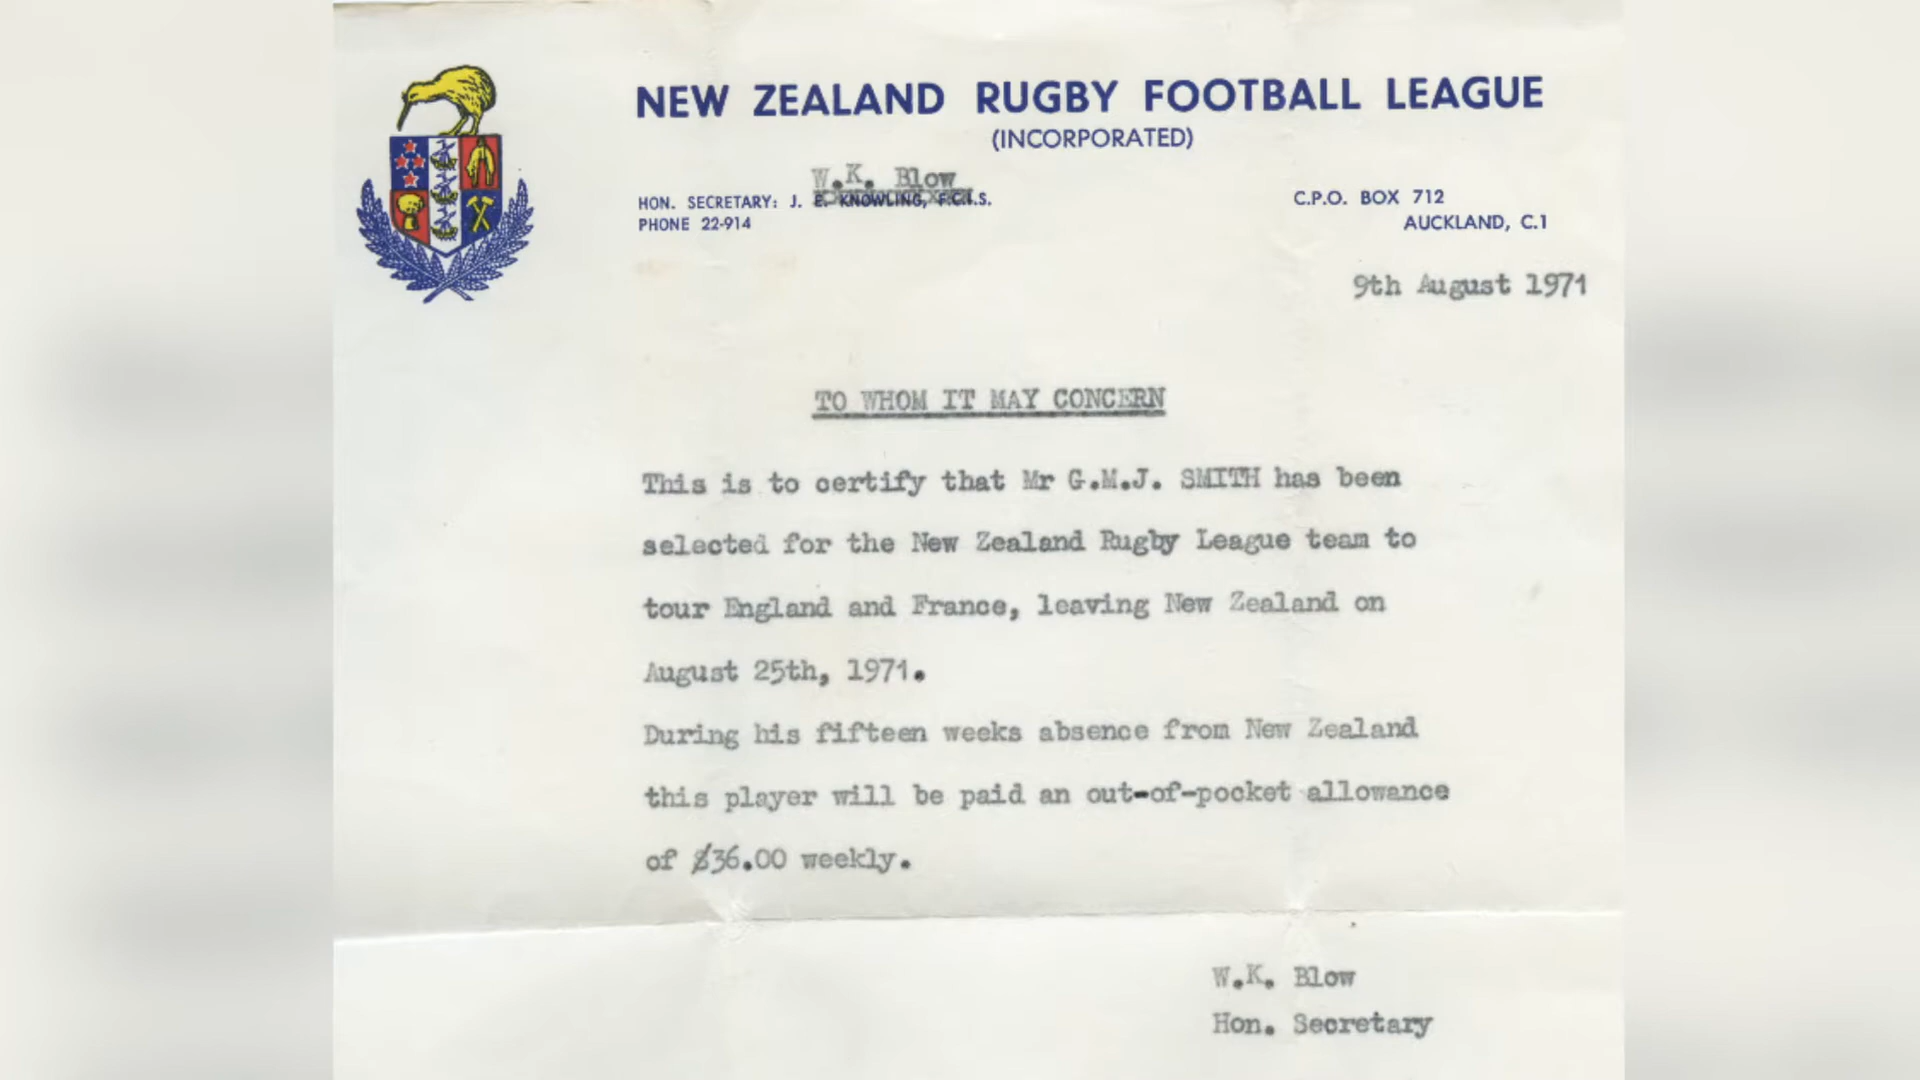 NEW ZEALAND RUGBY FOOTBALL LEAGUE
(INCORPORATED)
W.K. Blow
HON. SECRETARY: J. E. KNOWLING, F.C.I.S.
PHONE 22-914
C.P.O. BOX 712
AUCKLAND, C.1
9th August 1971
TO WHOM IT MAY CONCERN
This is to certify that Mr G.M.J. SMITH has been
selected for the New Zealand Rugby League team to
tour England and France, leaving New Zealand on
August 25th, 1971.
During his fifteen weeks absence from New Zealand
this player will be paid an out-of-pocket allowance
of $36.00 weekly.
W.K. Blow
Hon. Secretary